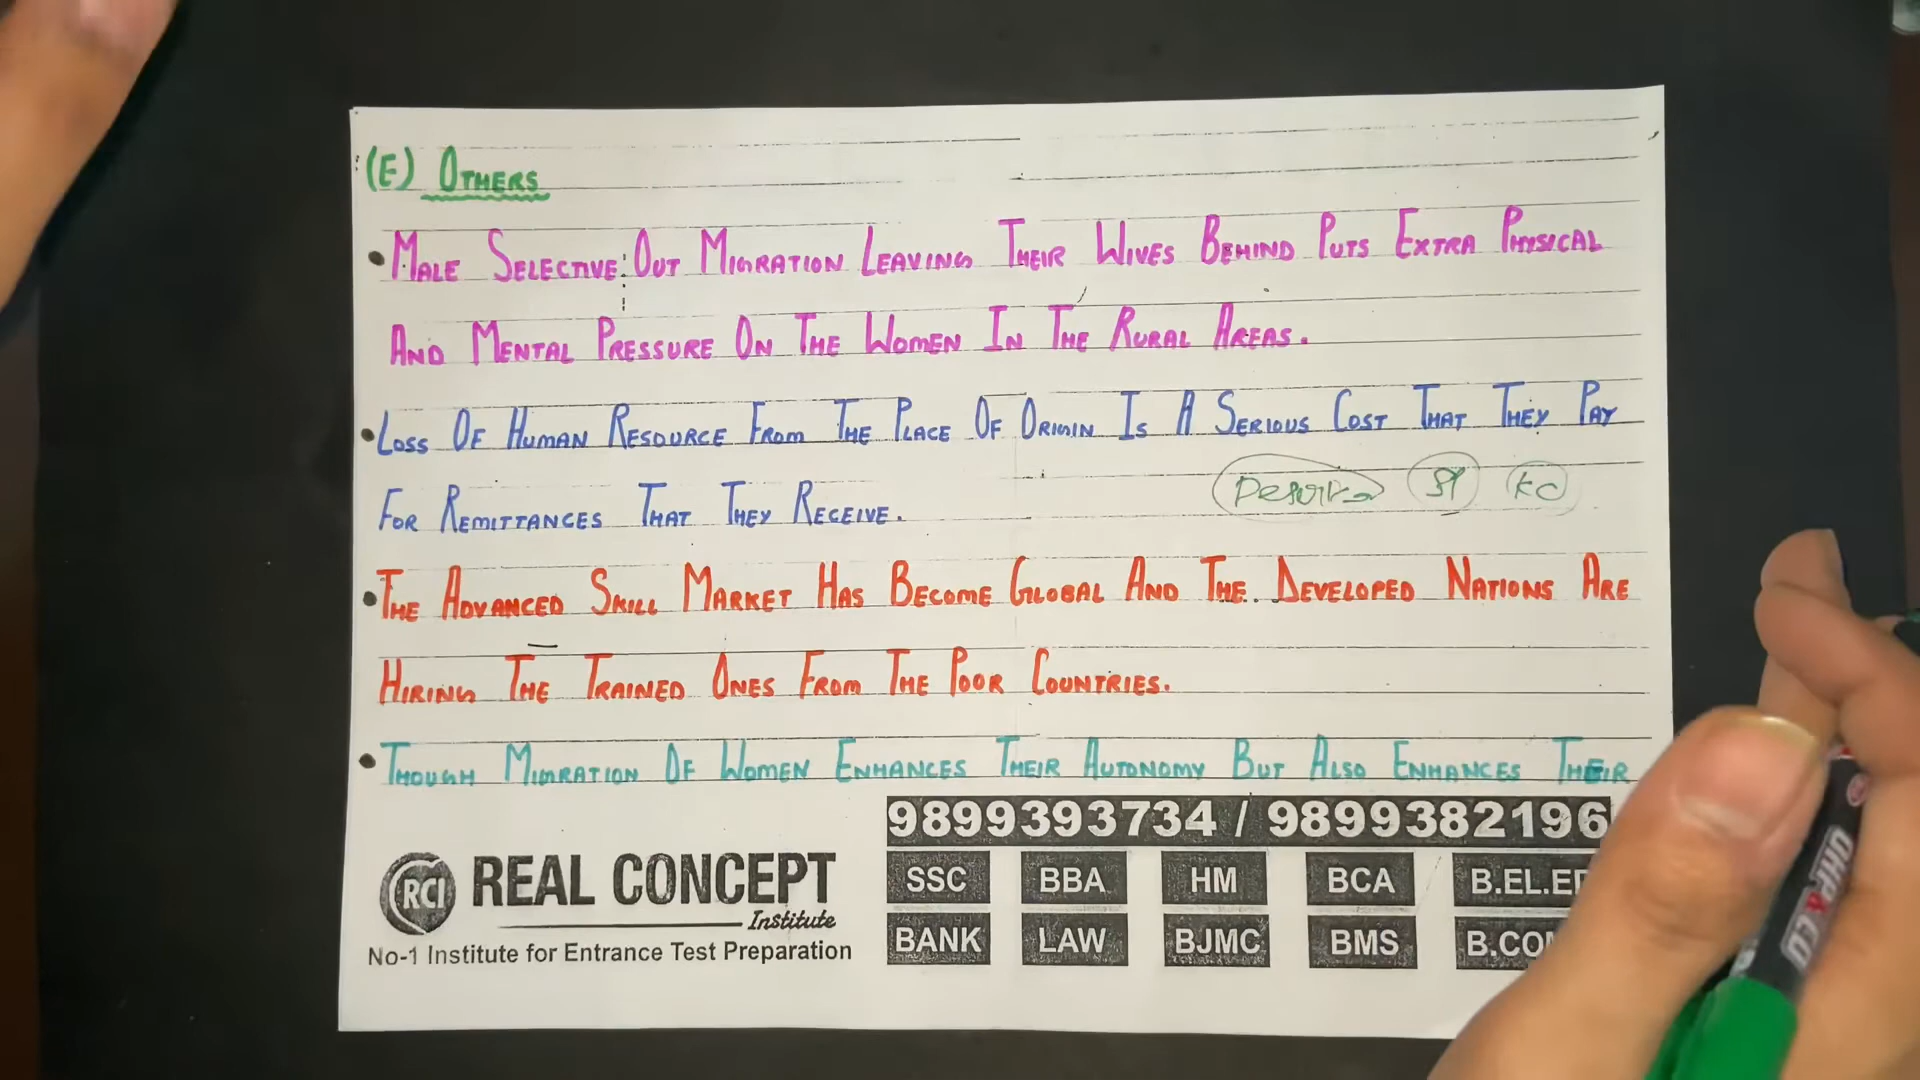 (E) OTHERS
• MALE SELECTIVE OUT MIGRATION LEAVING THEIR WIVES BEHIND PUTS EXTRA PHYSICAL
AND MENTAL PRESSURE ON THE WOMEN IN THE RURAL AREAS.
• LOSS OF HUMAN RESOURCE FROM THE PLACE OF ORIGIN IS A SERIOUS COST THAT THEY PAY
FOR REMITTANCES THAT THEY RECEIVE.
• THE ADVANCED SKILL MARKET HAS BECOME GLOBAL AND THE DEVELOPED NATIONS ARE
HIRING THE TRAINED ONES FROM THE POOR COUNTRIES.
• THOUGH MIGRATION OF WOMEN ENHANCES THEIR AUTONOMY BUT ALSO ENHANCES THEIR
9899393734 / 9899382196
RCI REAL CONCEPT
Institute
No-1 Institute for Entrance Test Preparation
SSC BBA HM BCA B.EL.E
BANK LAW BJMC BMS B.CO